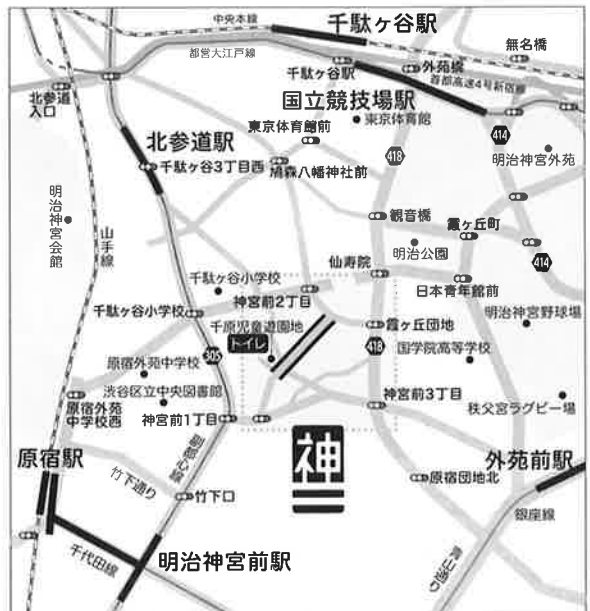 中央本線
千駄ヶ谷駅
都営大江戸線
無名橋
千駄ヶ谷駅
外苑橋
首都高速4号新宿線
北参道
入口
国立競技場駅
北参道駅
東京体育館前
東京体育館
414
418
明治神宮外苑
千駄ヶ谷3丁目西
鳩森八幡神社前
明治神宮会館
山手線
観音橋
霞ヶ丘町
明治公園
仙寿院
414
千駄ヶ谷小学校
神宮前2丁目
日本青年館前
千駄ヶ谷小学校
千原児童遊園地
霞ヶ丘団地
明治神宮野球場
トイレ
305
418
国学院高等学校
原宿外苑中学校
渋谷区立中央図書館
原宿外苑
中学校西
神宮前1丁目
神宮前3丁目
秩父宮ラグビー場
神
原宿駅
副都心線
外苑前駅
竹下通り
竹下口
原宿団地北
銀座線
千代田線
明治神宮前駅
青山通り